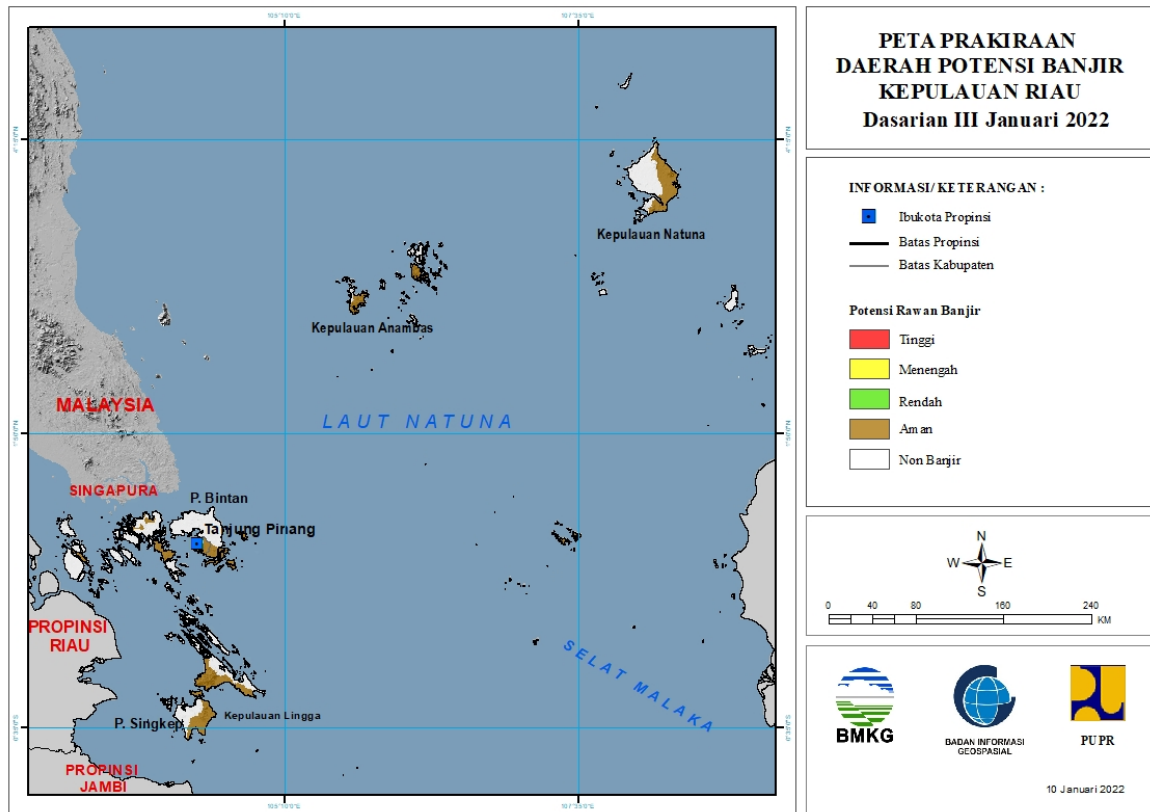 PETA PRAKIRAAN
DAERAH POTENSI BANJIR
KEPULAUAN RIAU
Dasarian III Januari 2022
INFORMASI/ KETERANGAN :
Ibukota Propinsi
Batas Propinsi
Batas Kabupaten
Potensi Rawan Banjir
Tinggi
Menengah
Rendah
Aman
Non Banjir
N
W E
S
0 40 80 160 240
KM
BMKG
BADAN INFORMASI
GEOSPASIAL
PUPR
10 Januari 2022
Kepulauan Natuna
Kepulauan Anambas
MALAYSIA
LAUT NATUNA
SINGAPURA
P. Bintan
Tanjung Pinang
PROPINSI
RIAU
SELAT MALAKA
Kepulauan Lingga
P. Singkep
PROPINSI
JAMBI